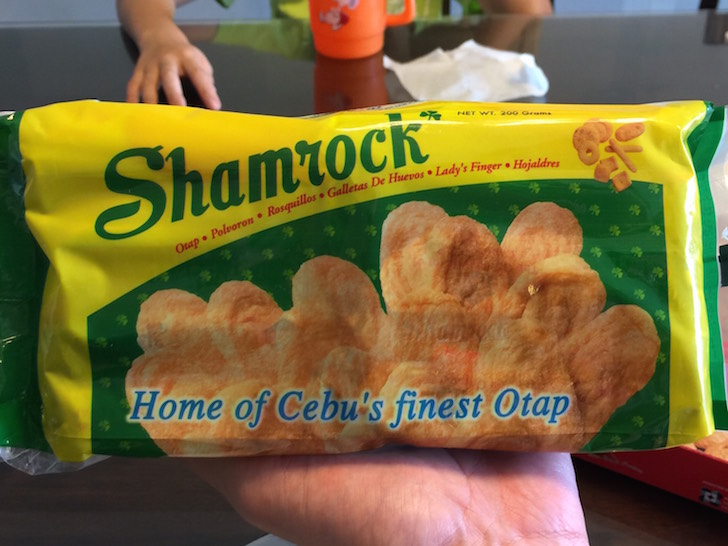 NET WT. 200 Grams
Shamrock
Otap • Polvoron • Rosquillos • Galletas De Huevos • Lady's Finger • Hojaldres
Home of Cebu's finest Otap